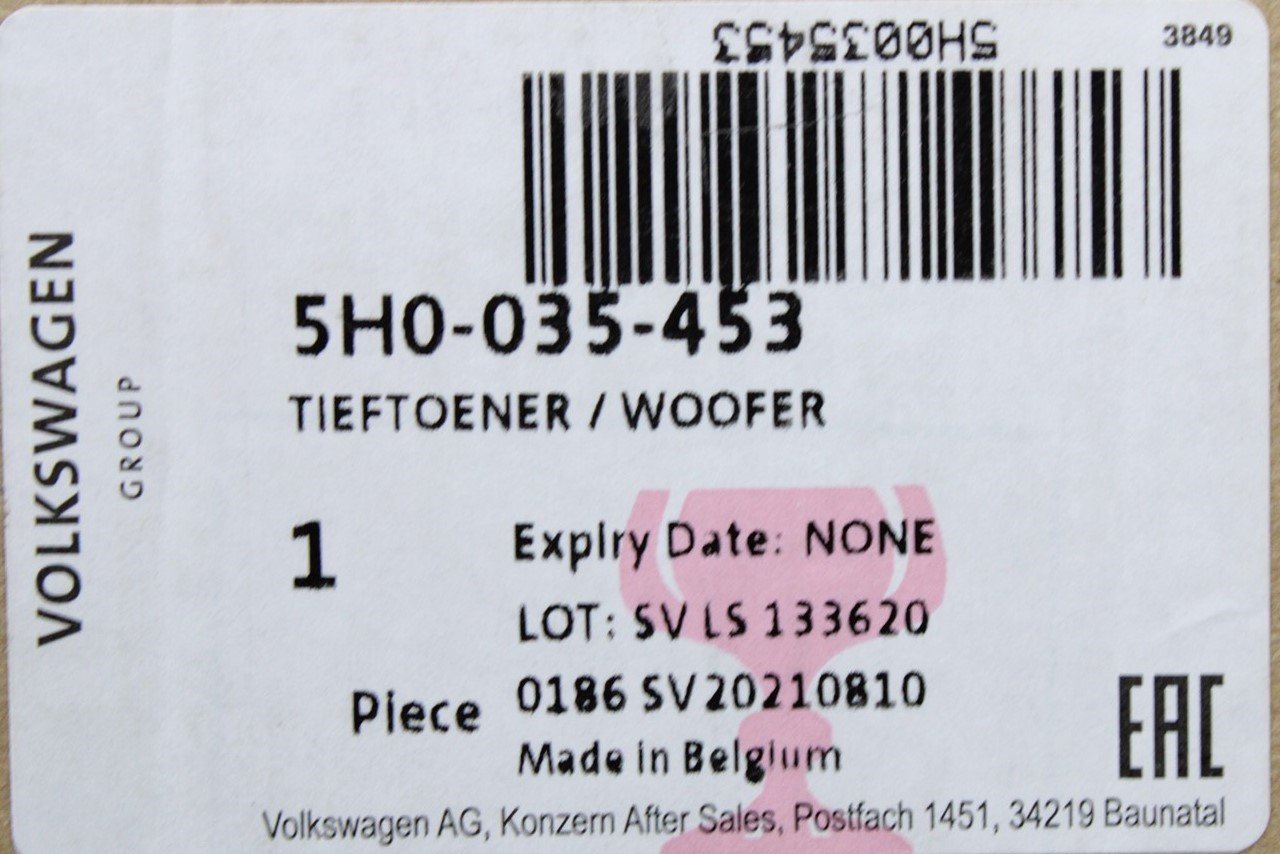 5H0035453
3849
VOLKSWAGEN
GROUP
5H0-035-453
TIEFTOENER / WOOFER
1
Expiry Date: NONE
LOT: SV LS 133620
Piece
0186 SV20210810
Made in Belgium
EAC
Volkswagen AG, Konzern After Sales, Postfach 1451, 34219 Baunatal